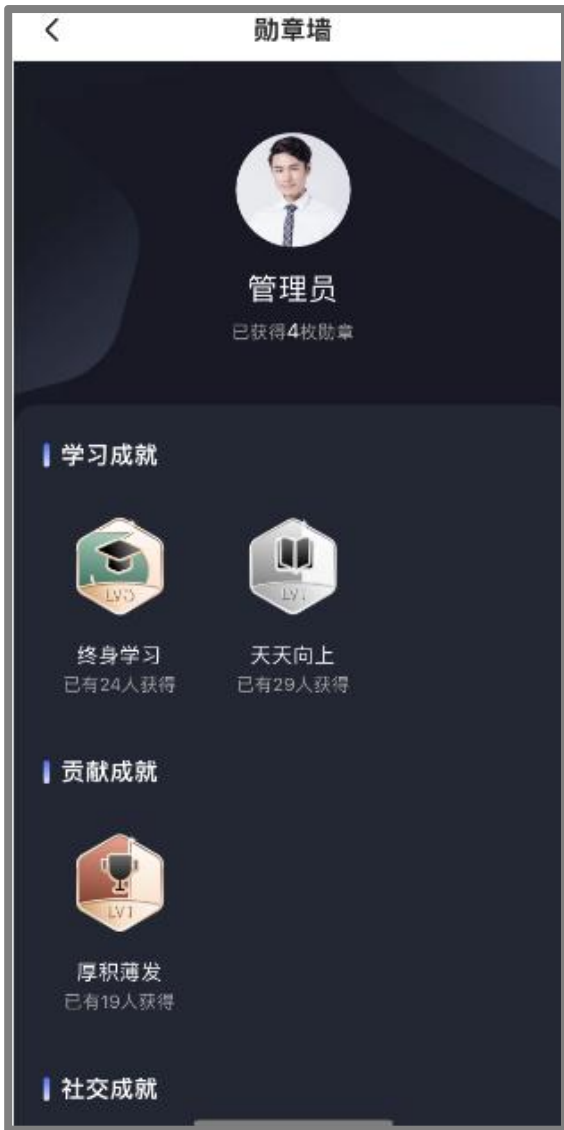 勋章墙
管理员
已获得4枚勋章
学习成就
LV3
LV1
终身学习
天天向上
已有24人获得
已有29人获得
贡献成就
LV1
厚积薄发
已有19人获得
社交成就